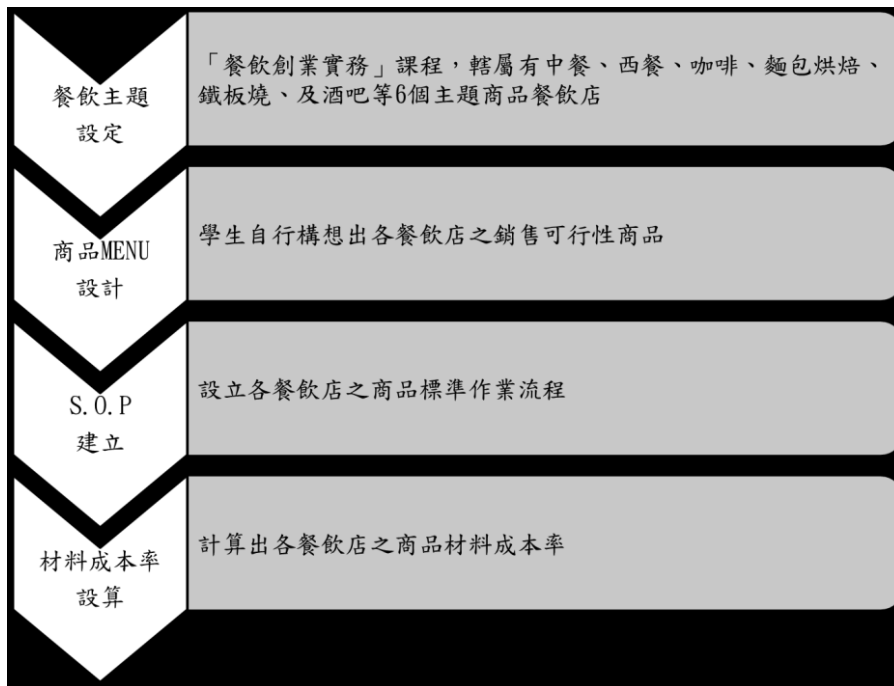 餐飲主題
設定
「餐飲創業實務」課程，轄屬有中餐、西餐、咖啡、麵包烘焙、
鐵板燒、及酒吧等6個主題商品餐飲店
商品MENU
設計
學生自行構想出各餐飲店之銷售可行性商品
S.O.P
建立
設立各餐飲店之商品標準作業流程
材料成本率
設算
計算出各餐飲店之商品材料成本率